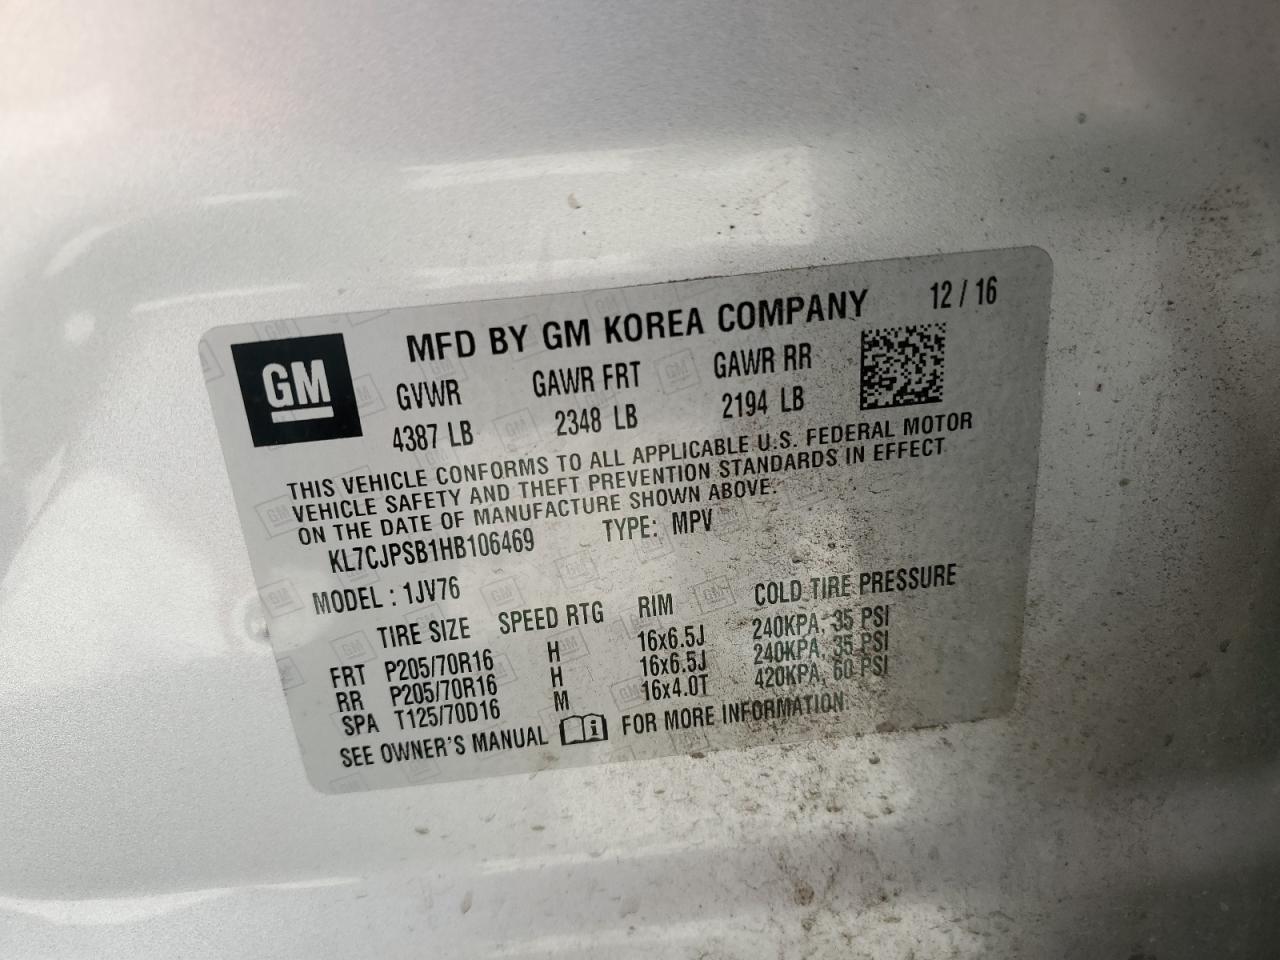 GM
MFD BY GM KOREA COMPANY 12 / 16
GVWR GAWR FRT GAWR RR
4387 LB 2348 LB 2194 LB
THIS VEHICLE CONFORMS TO ALL APPLICABLE U.S. FEDERAL MOTOR
VEHICLE SAFETY AND THEFT PREVENTION STANDARDS IN EFFECT
ON THE DATE OF MANUFACTURE SHOWN ABOVE.
KL7CJPSB1HB106469 TYPE: MPV
MODEL : 1JV76
TIRE SIZE SPEED RTG RIM COLD TIRE PRESSURE
FRT P205/70R16 H 16x6.5J 240KPA, 35 PSI
RR P205/70R16 H 16x6.5J 240KPA, 35 PSI
SPA T125/70D16 M 16x4.0T 420KPA, 60 PSI
SEE OWNER'S MANUAL FOR MORE INFORMATION.